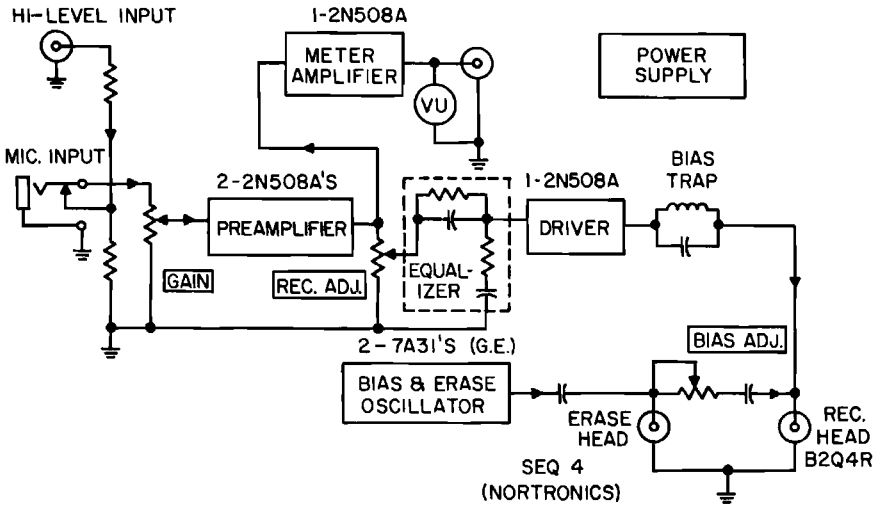 HI-LEVEL INPUT
1-2N508A
METER
AMPLIFIER
VU
POWER
SUPPLY
MIC. INPUT
2-2N508A'S
PREAMPLIFIER
GAIN
REC. ADJ.
EQUAL-
IZER
1-2N508A
DRIVER
BIAS
TRAP
2-7A31'S (G.E.)
BIAS & ERASE
OSCILLATOR
BIAS ADJ.
ERASE
HEAD
REC.
HEAD
B2Q4R
SEQ 4
(NORTRONICS)